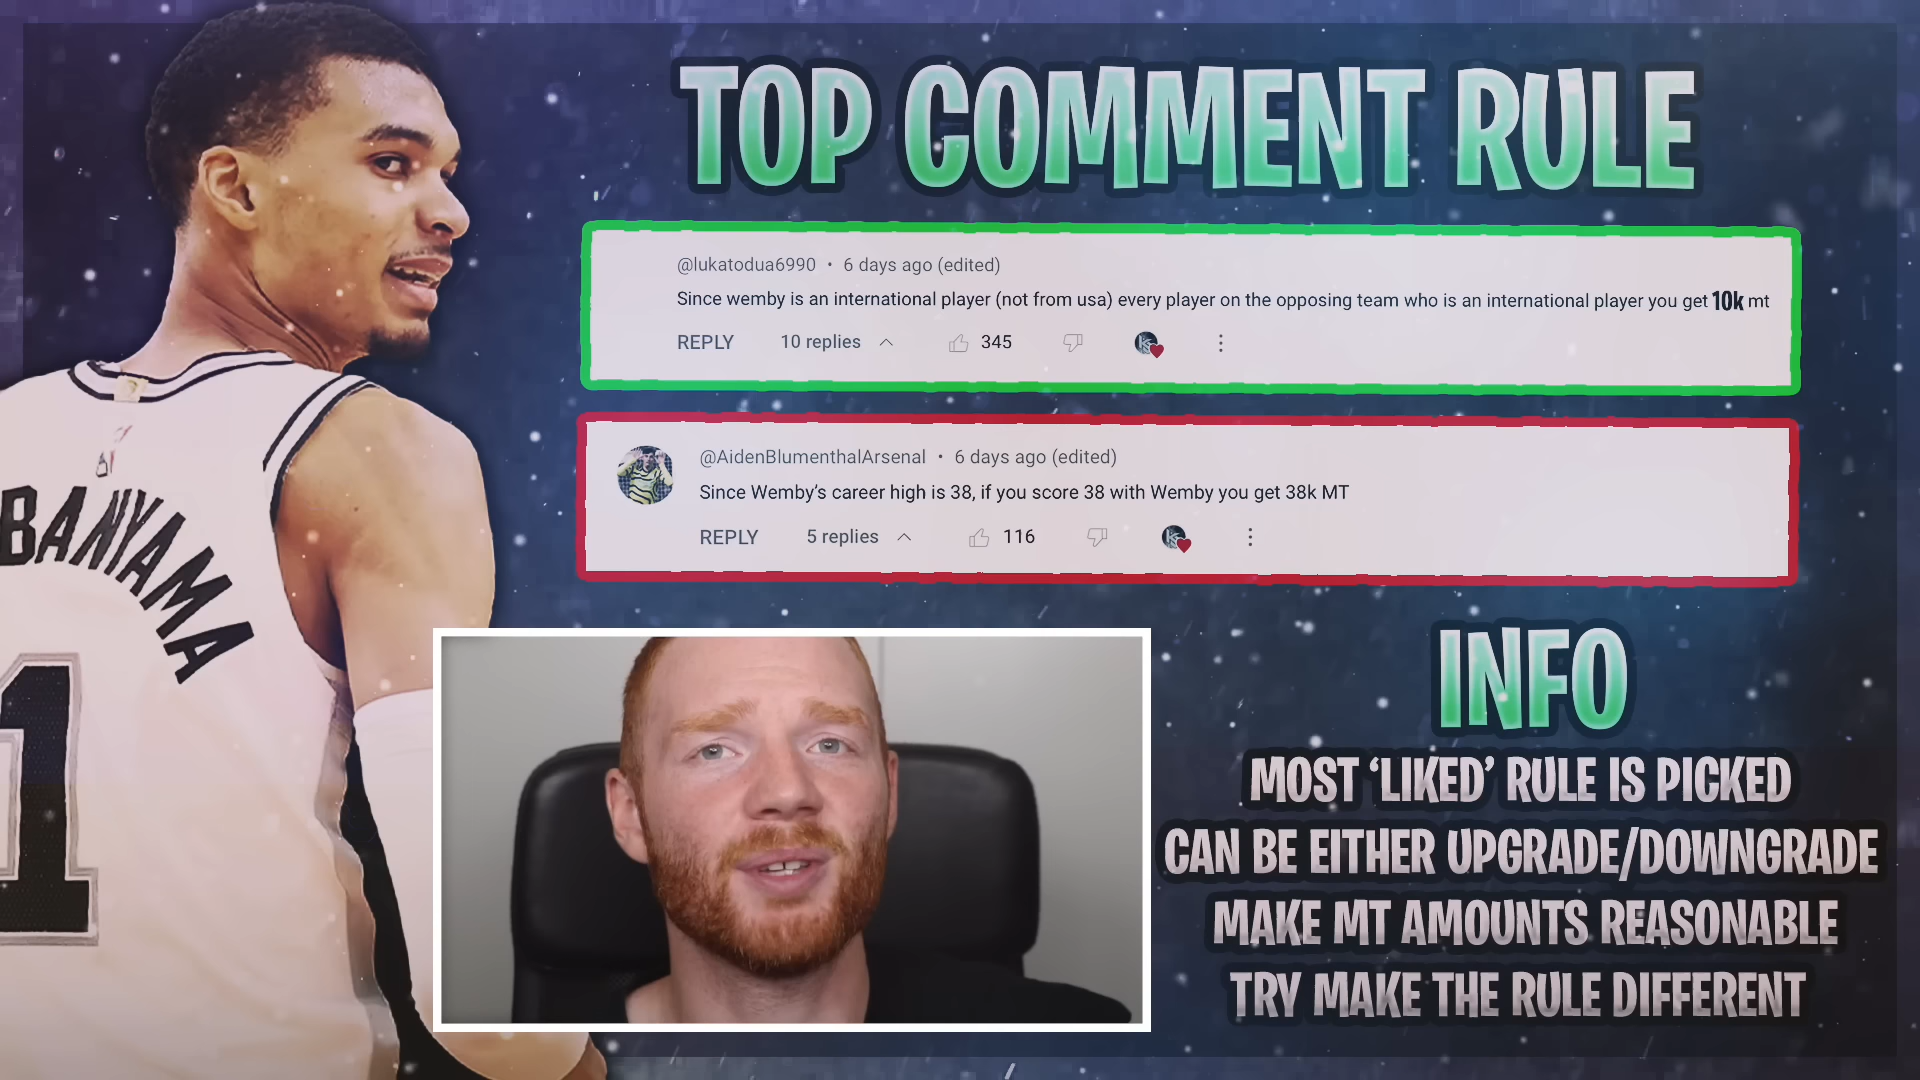 TOP COMMENT RULE
@lukatodua6990 • 6 days ago (edited)
Since wemby is an international player (not from usa) every player on the opposing team who is an international player you get 10k mt
REPLY 10 replies 345
@AidenBlumenthalArsenal • 6 days ago (edited)
Since Wemby's career high is 38, if you score 38 with Wemby you get 38k MT
REPLY 5 replies 116
BANYAMA
1
INFO
MOST ‘LIKED’ RULE IS PICKED
CAN BE EITHER UPGRADE/DOWNGRADE
MAKE MT AMOUNTS REASONABLE
TRY MAKE THE RULE DIFFERENT